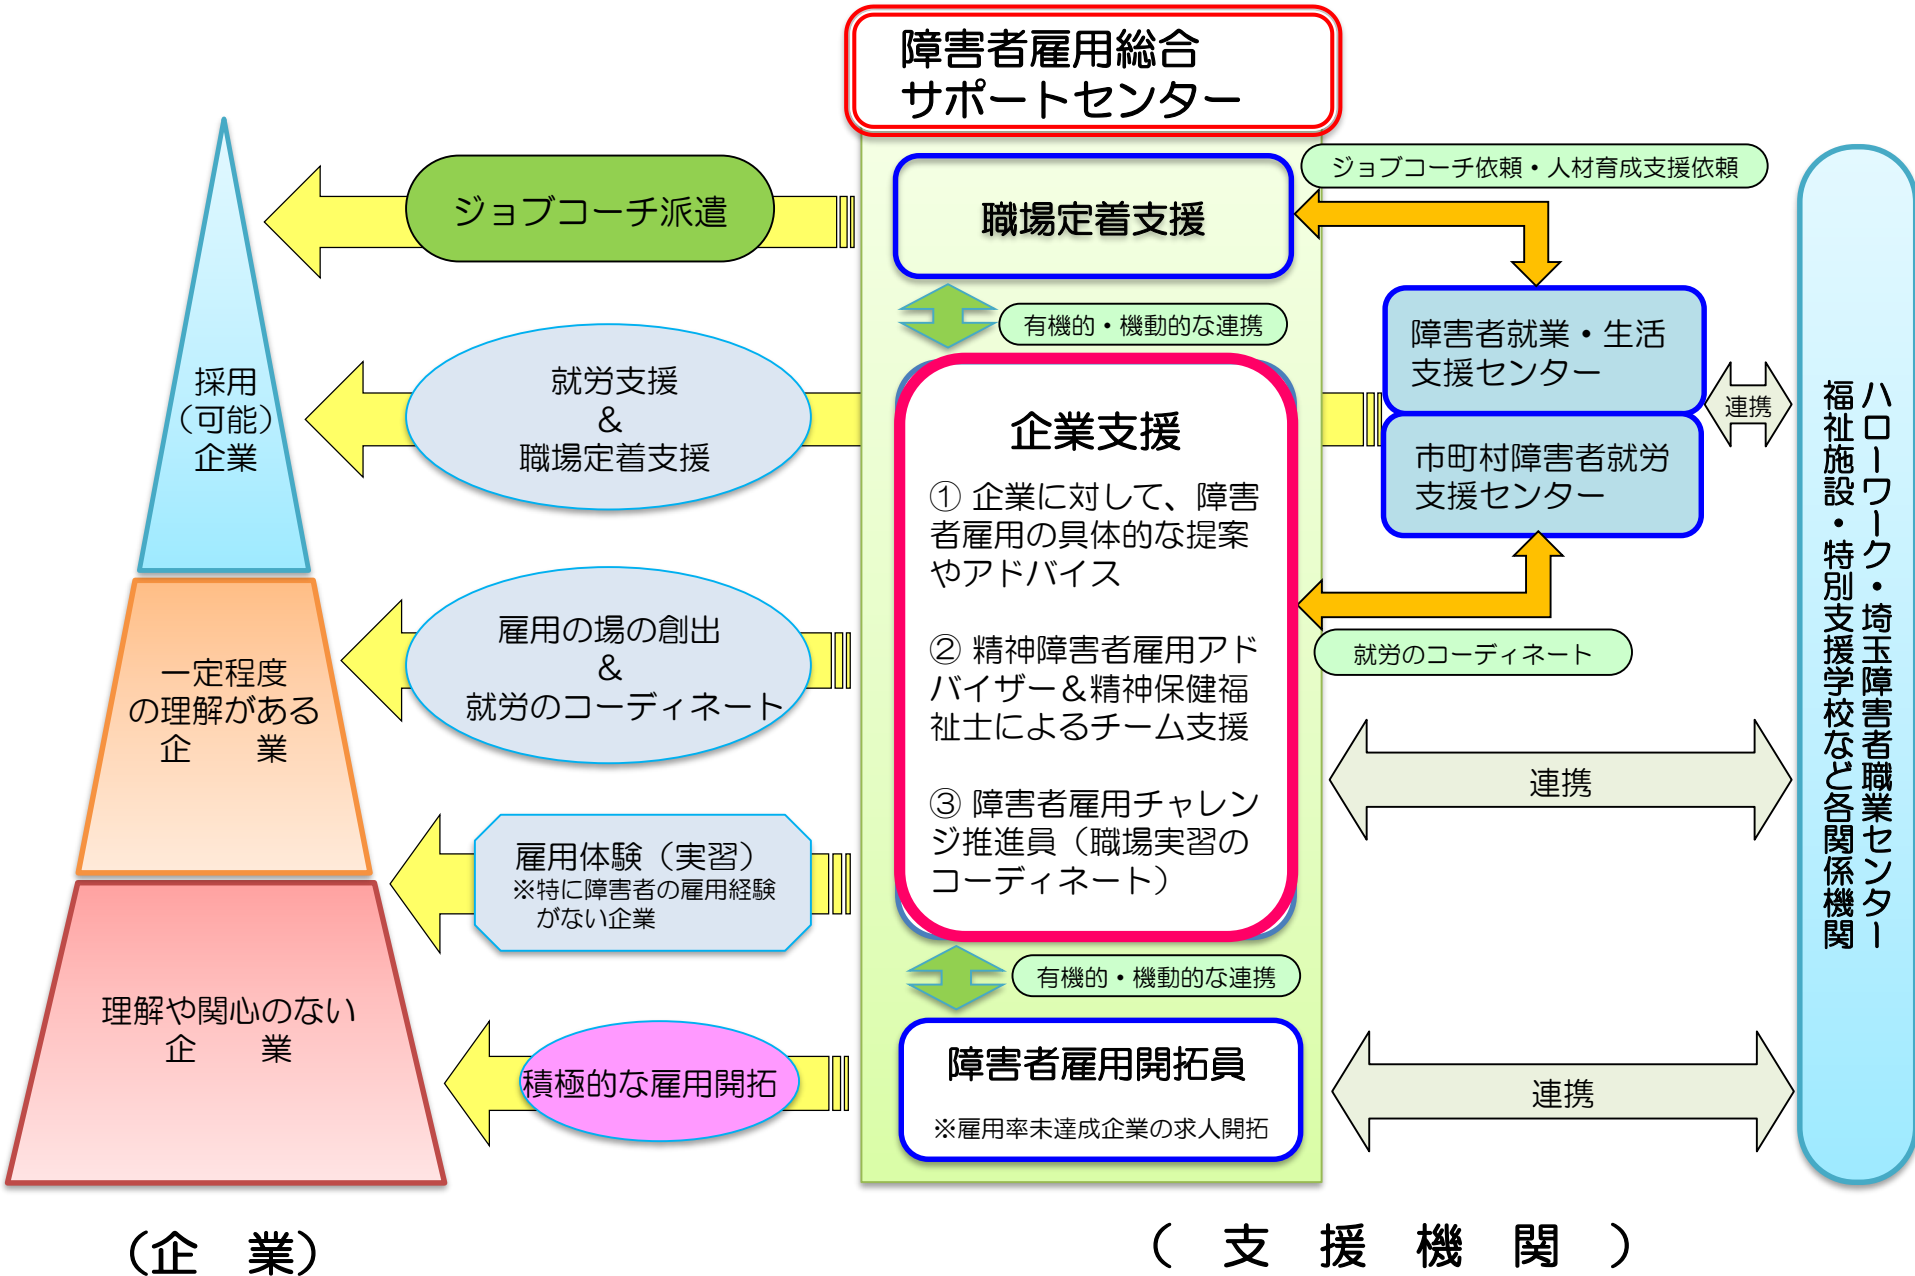 障害者雇用総合
サポートセンター
ジョブコーチ派遣
職場定着支援
ジョブコーチ依頼・人材育成支援依頼
有機的・機動的な連携
採用
（可能）
企業
就労支援
＆
職場定着支援
企業支援
① 企業に対して、障害
者雇用の具体的な提案
やアドバイス
② 精神障害者雇用アド
バイザー＆精神保健福
祉士によるチーム支援
③ 障害者雇用チャレン
ジ推進員（職場実習の
コーディネート）
障害者就業・生活
支援センター
市町村障害者就労
支援センター
連携
ハローワーク・埼玉障害者職業センター
福祉施設・特別支援学校など各関係機関
一定程度
の理解がある
企　　業
雇用の場の創出
＆
就労のコーディネート
就労のコーディネート
連携
雇用体験（実習）
※特に障害者の雇用経験
がない企業
有機的・機動的な連携
理解や関心のない
企　　業
積極的な雇用開拓
障害者雇用開拓員
※雇用率未達成企業の求人開拓
連携
（企　業）
（　支　援　機　関　）